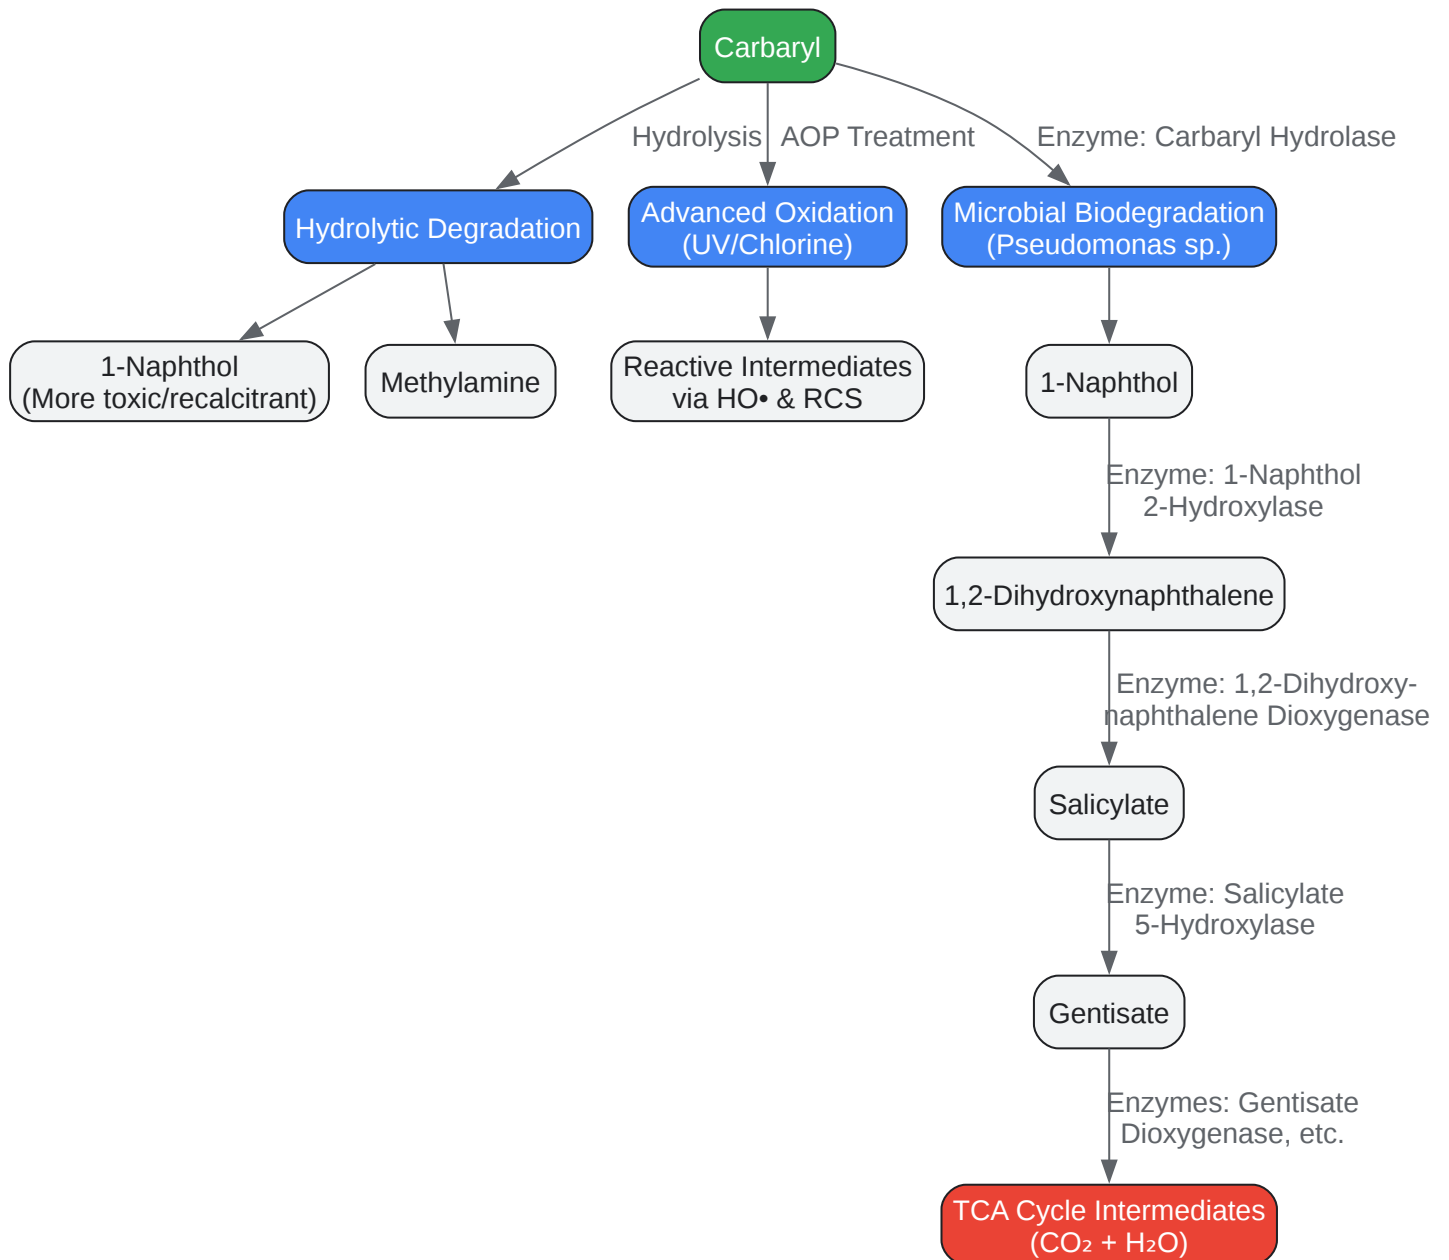 Carbaryl
Hydrolysis
AOP Treatment
Enzyme: Carbaryl Hydrolase
Hydrolytic Degradation
Advanced Oxidation
(UV/Chlorine)
Microbial Biodegradation
(Pseudomonas sp.)
1-Naphthol
(More toxic/recalcitrant)
Methylamine
Reactive Intermediates
via HO• & RCS
1-Naphthol
Enzyme: 1-Naphthol
2-Hydroxylase
1,2-Dihydroxynaphthalene
Enzyme: 1,2-Dihydroxy-
naphthalene Dioxygenase
Salicylate
Enzyme: Salicylate
5-Hydroxylase
Gentisate
Enzymes: Gentisate
Dioxygenase, etc.
TCA Cycle Intermediates
(CO₂ + H₂O)